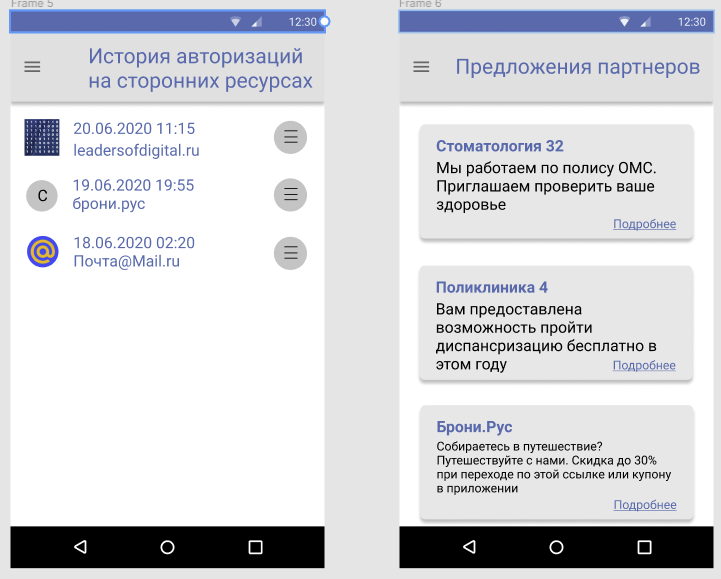 Frame 5
12:30
История авторизаций
на сторонних ресурсах
20.06.2020 11:15
leadersofdigital.ru
С
19.06.2020 19:55
брони.рус
@
18.06.2020 02:20
Почта@Mail.ru
Frame 6
12:30
Предложения партнеров
Стоматология 32
Мы работаем по полису ОМС.
Приглашаем проверить ваше
здоровье
Подробнее
Поликлиника 4
Вам предоставлена
возможность пройти
диспансризацию бесплатно в
этом году
Подробнее
Брони.Рус
Собираетесь в путешествие?
Путешествуйте с нами. Скидка до 30%
при переходе по этой ссылке или купону
в приложении
Подробнее